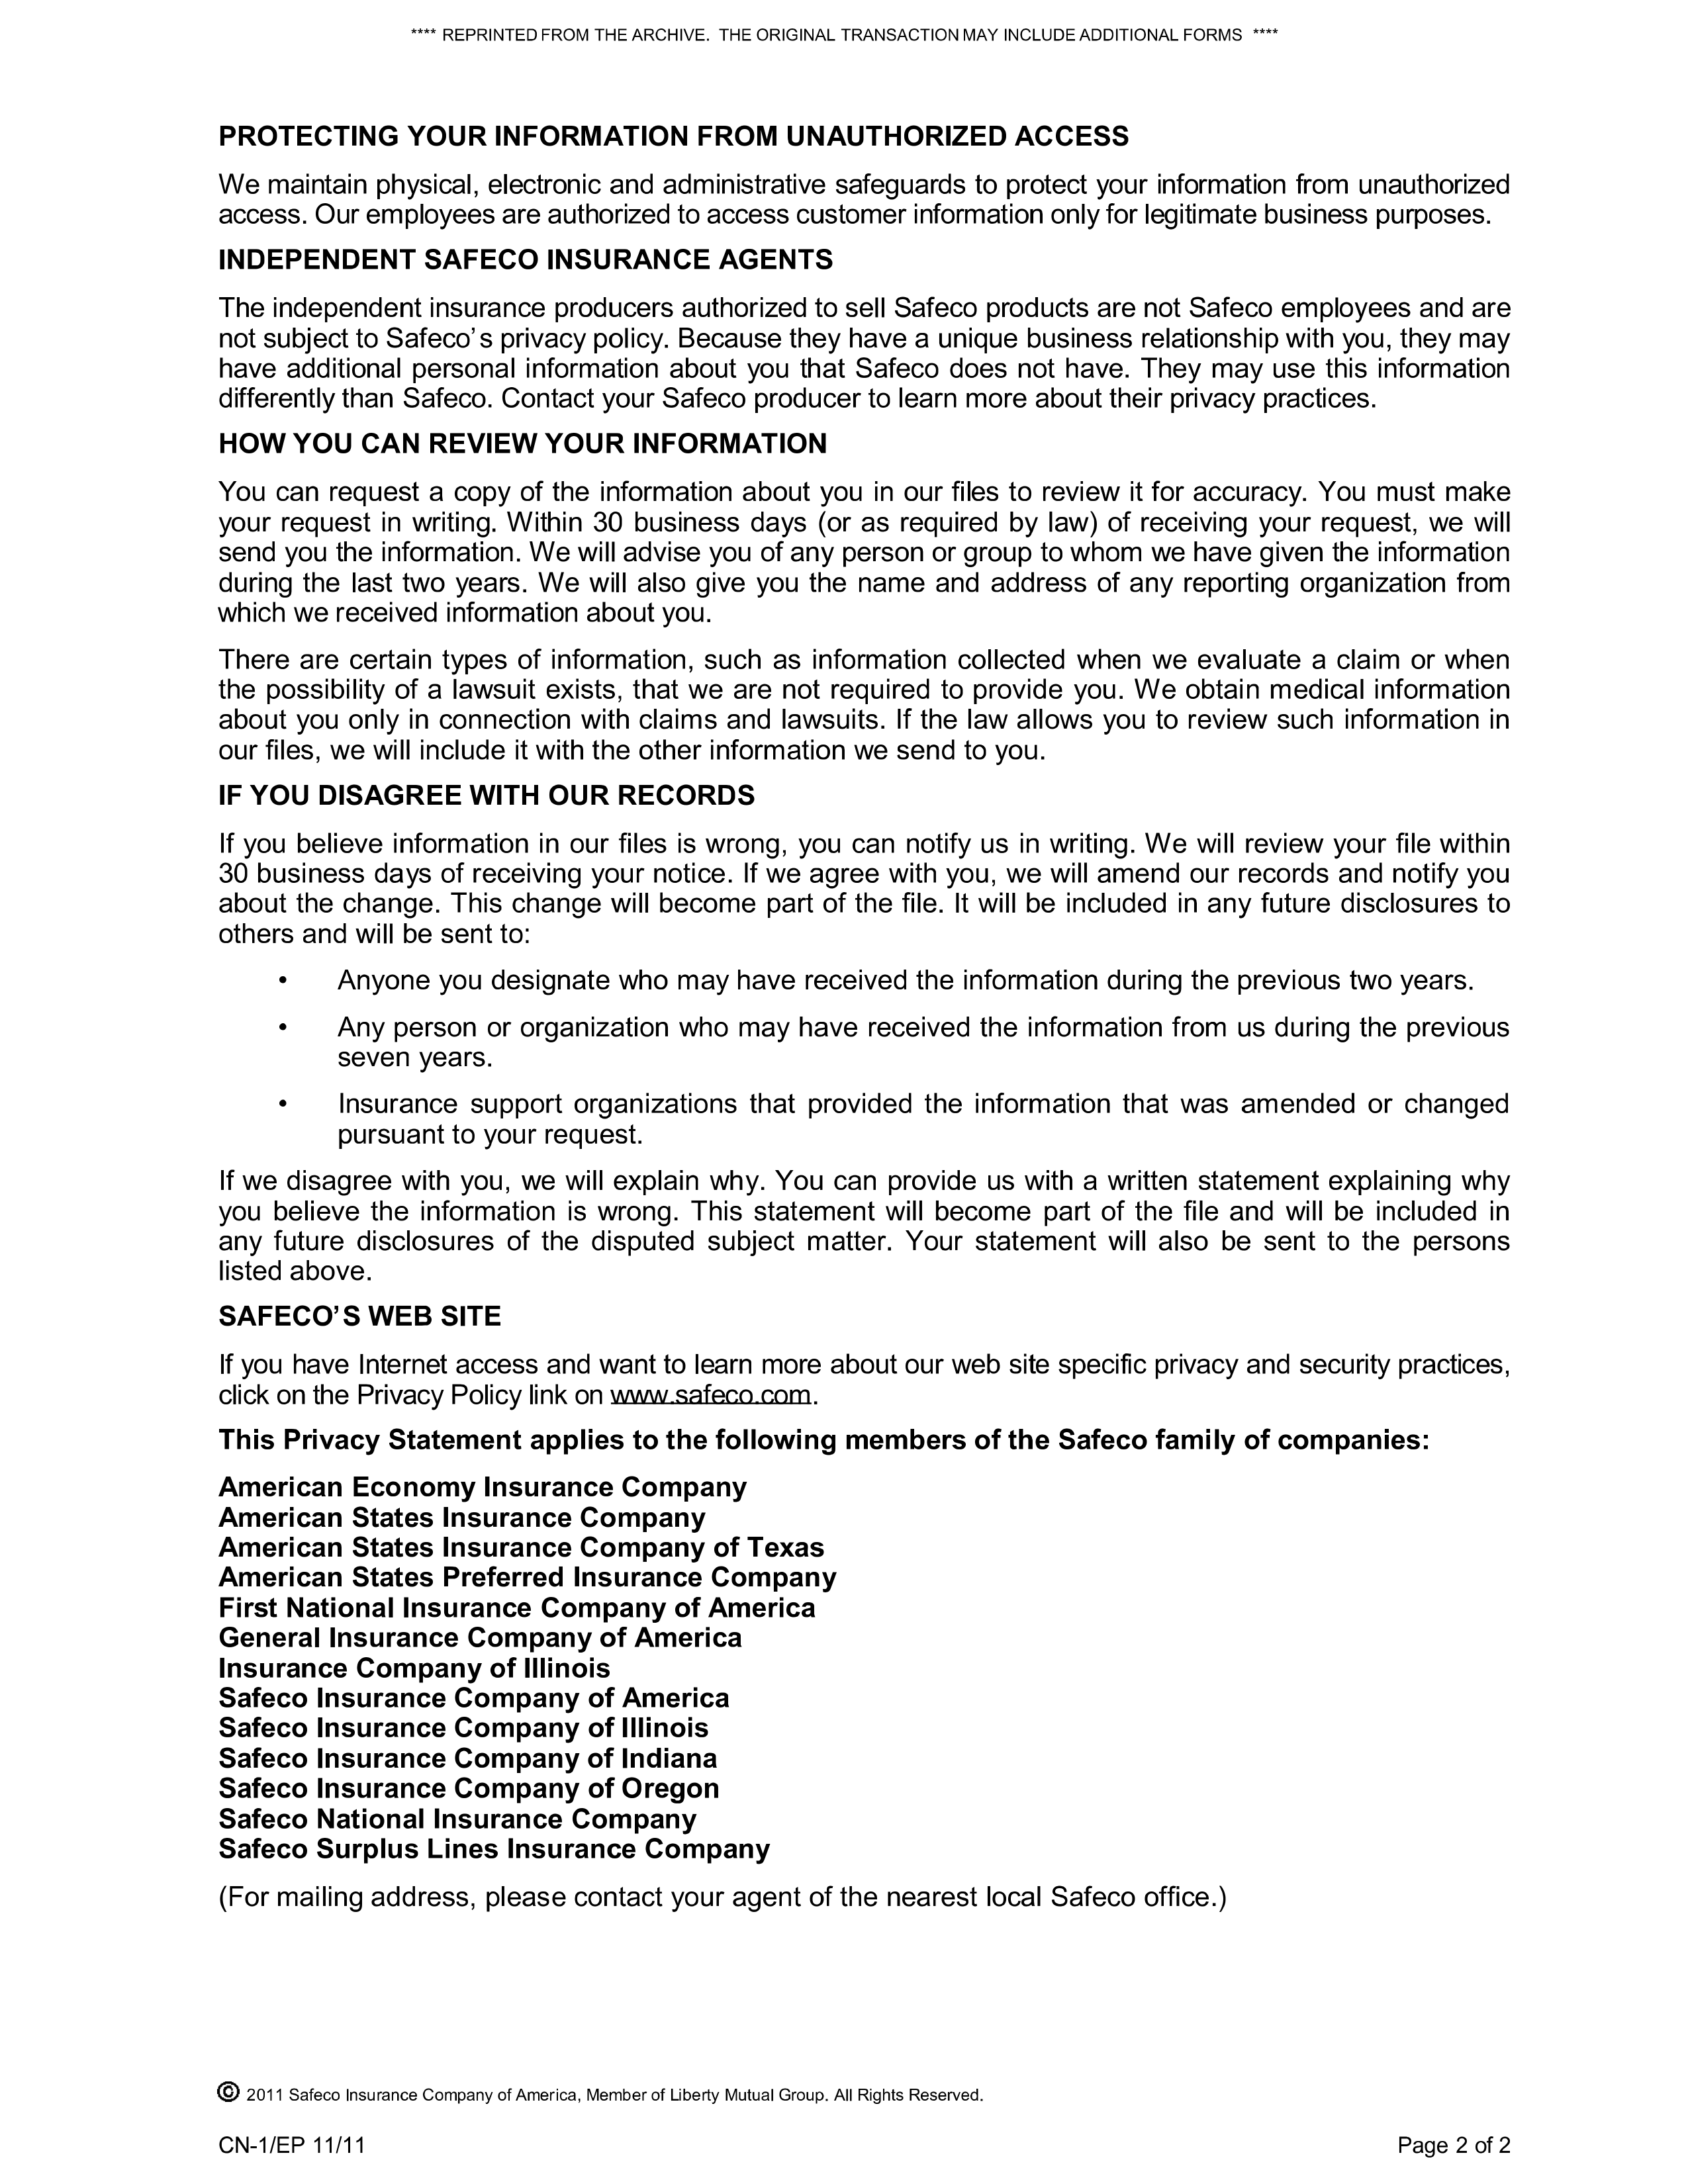 **** REPRINTED FROM THE ARCHIVE. THE ORIGINAL TRANSACTION MAY INCLUDE ADDITIONAL FORMS ****
PROTECTING YOUR INFORMATION FROM UNAUTHORIZED ACCESS
We maintain physical, electronic and administrative safeguards to protect your information from unauthorized
access. Our employees are authorized to access customer information only for legitimate business purposes.
INDEPENDENT SAFECO INSURANCE AGENTS
The independent insurance producers authorized to sell Safeco products are not Safeco employees and are
not subject to Safeco's privacy policy. Because they have a unique business relationship with you, they may
have additional personal information about you that Safeco does not have. They may use this information
differently than Safeco. Contact your Safeco producer to learn more about their privacy practices.
HOW YOU CAN REVIEW YOUR INFORMATION
You can request a copy of the information about you in our files to review it for accuracy. You must make
your request in writing. Within 30 business days (or as required by law) of receiving your request, we will
send you the information. We will advise you of any person or group to whom we have given the information
during the last two years. We will also give you the name and address of any reporting organization from
which we received information about you.
There are certain types of information, such as information collected when we evaluate a claim or when
the possibility of a lawsuit exists, that we are not required to provide you. We obtain medical information
about you only in connection with claims and lawsuits. If the law allows you to review such information in
our files, we will include it with the other information we send to you.
IF YOU DISAGREE WITH OUR RECORDS
If you believe information in our files is wrong, you can notify us in writing. We will review your file within
30 business days of receiving your notice. If we agree with you, we will amend our records and notify you
about the change. This change will become part of the file. It will be included in any future disclosures to
others and will be sent to:
• Anyone you designate who may have received the information during the previous two years.
• Any person or organization who may have received the information from us during the previous
seven years.
• Insurance support organizations that provided the information that was amended or changed
pursuant to your request.
If we disagree with you, we will explain why. You can provide us with a written statement explaining why
you believe the information is wrong. This statement will become part of the file and will be included in
any future disclosures of the disputed subject matter. Your statement will also be sent to the persons
listed above.
SAFECO'S WEB SITE
If you have Internet access and want to learn more about our web site specific privacy and security practices,
click on the Privacy Policy link on www.safeco.com.
This Privacy Statement applies to the following members of the Safeco family of companies:
American Economy Insurance Company
American States Insurance Company
American States Insurance Company of Texas
American States Preferred Insurance Company
First National Insurance Company of America
General Insurance Company of America
Insurance Company of Illinois
Safeco Insurance Company of America
Safeco Insurance Company of Illinois
Safeco Insurance Company of Indiana
Safeco Insurance Company of Oregon
Safeco National Insurance Company
Safeco Surplus Lines Insurance Company
(For mailing address, please contact your agent of the nearest local Safeco office.)
© 2011 Safeco Insurance Company of America, Member of Liberty Mutual Group. All Rights Reserved.
CN-1/EP 11/11 Page 2 of 2